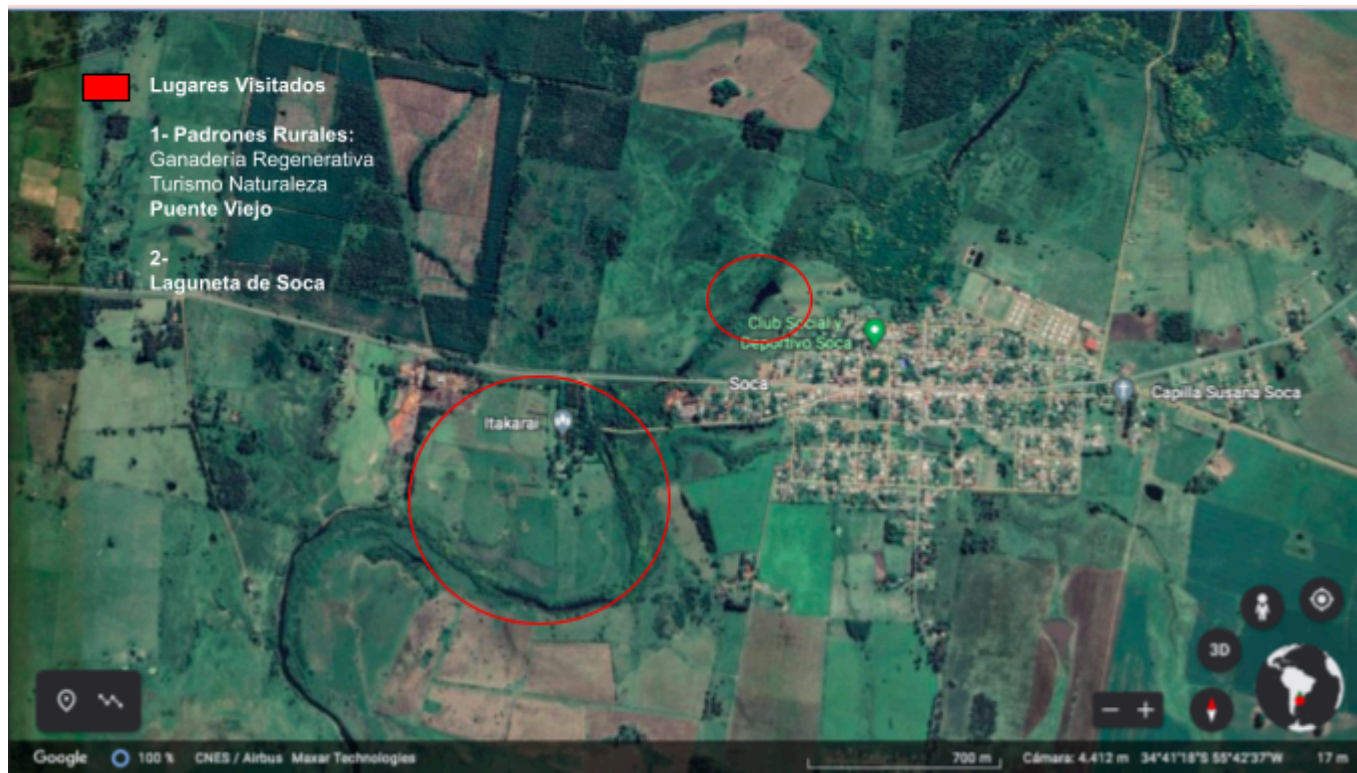 Lugares Visitados
1- Padrones Rurales:
Ganaderia Regenerativa
Turismo Naturaleza
Puente Viejo
2-
Laguneta de Soca
Club Social y
Deportivo Soca
Soca
Capilla Susana Soca
Itakarai
3D
Google 100 % CNES / Airbus Maxar Technologies 700 m Cámara: 4.412 m 34°41'18"S 55°42'37"W 17 m